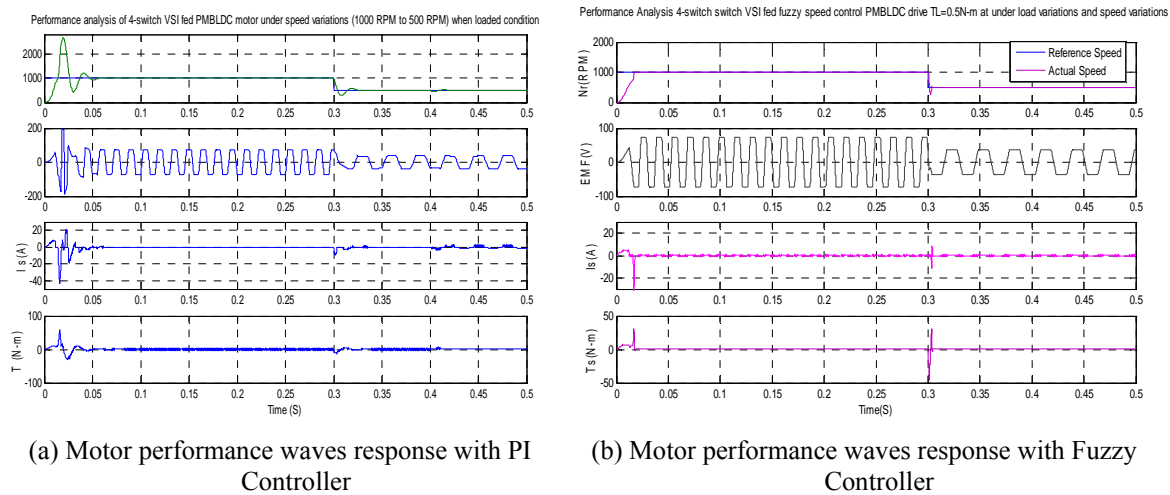 Performance analysis of 4-switch VSI fed PMBLDC motor under speed variations (1000 RPM to 500 RPM) when loaded condition
2000
1000
0
0 0.05 0.1 0.15 0.2 0.25 0.3 0.35 0.4 0.45 0.5
200
0
-200
0 0.05 0.1 0.15 0.2 0.25 0.3 0.35 0.4 0.45 0.5
I s (A)
20
0
-20
-40
0 0.05 0.1 0.15 0.2 0.25 0.3 0.35 0.4 0.45 0.5
T (N-m)
100
0
-100
0 0.05 0.1 0.15 0.2 0.25 0.3 0.35 0.4 0.45 0.5
Time (S)
(a) Motor performance waves response with PI
Controller
Performance Analysis 4-switch switch VSI fed fuzzy speed control PMBLDC drive TL=0.5N-m at under load variations and speed variations
Nr(RPM)
2000
1000
0
Reference Speed
Actual Speed
0 0.05 0.1 0.15 0.2 0.25 0.3 0.35 0.4 0.45 0.5
EMF(V)
100
0
-100
0 0.05 0.1 0.15 0.2 0.25 0.3 0.35 0.4 0.45 0.5
Is(A)
20
0
-20
0 0.05 0.1 0.15 0.2 0.25 0.3 0.35 0.4 0.45 0.5
Ts(N-m)
50
0
-50
0 0.05 0.1 0.15 0.2 0.25 0.3 0.35 0.4 0.45 0.5
Time(S)
(b) Motor performance waves response with Fuzzy
Controller